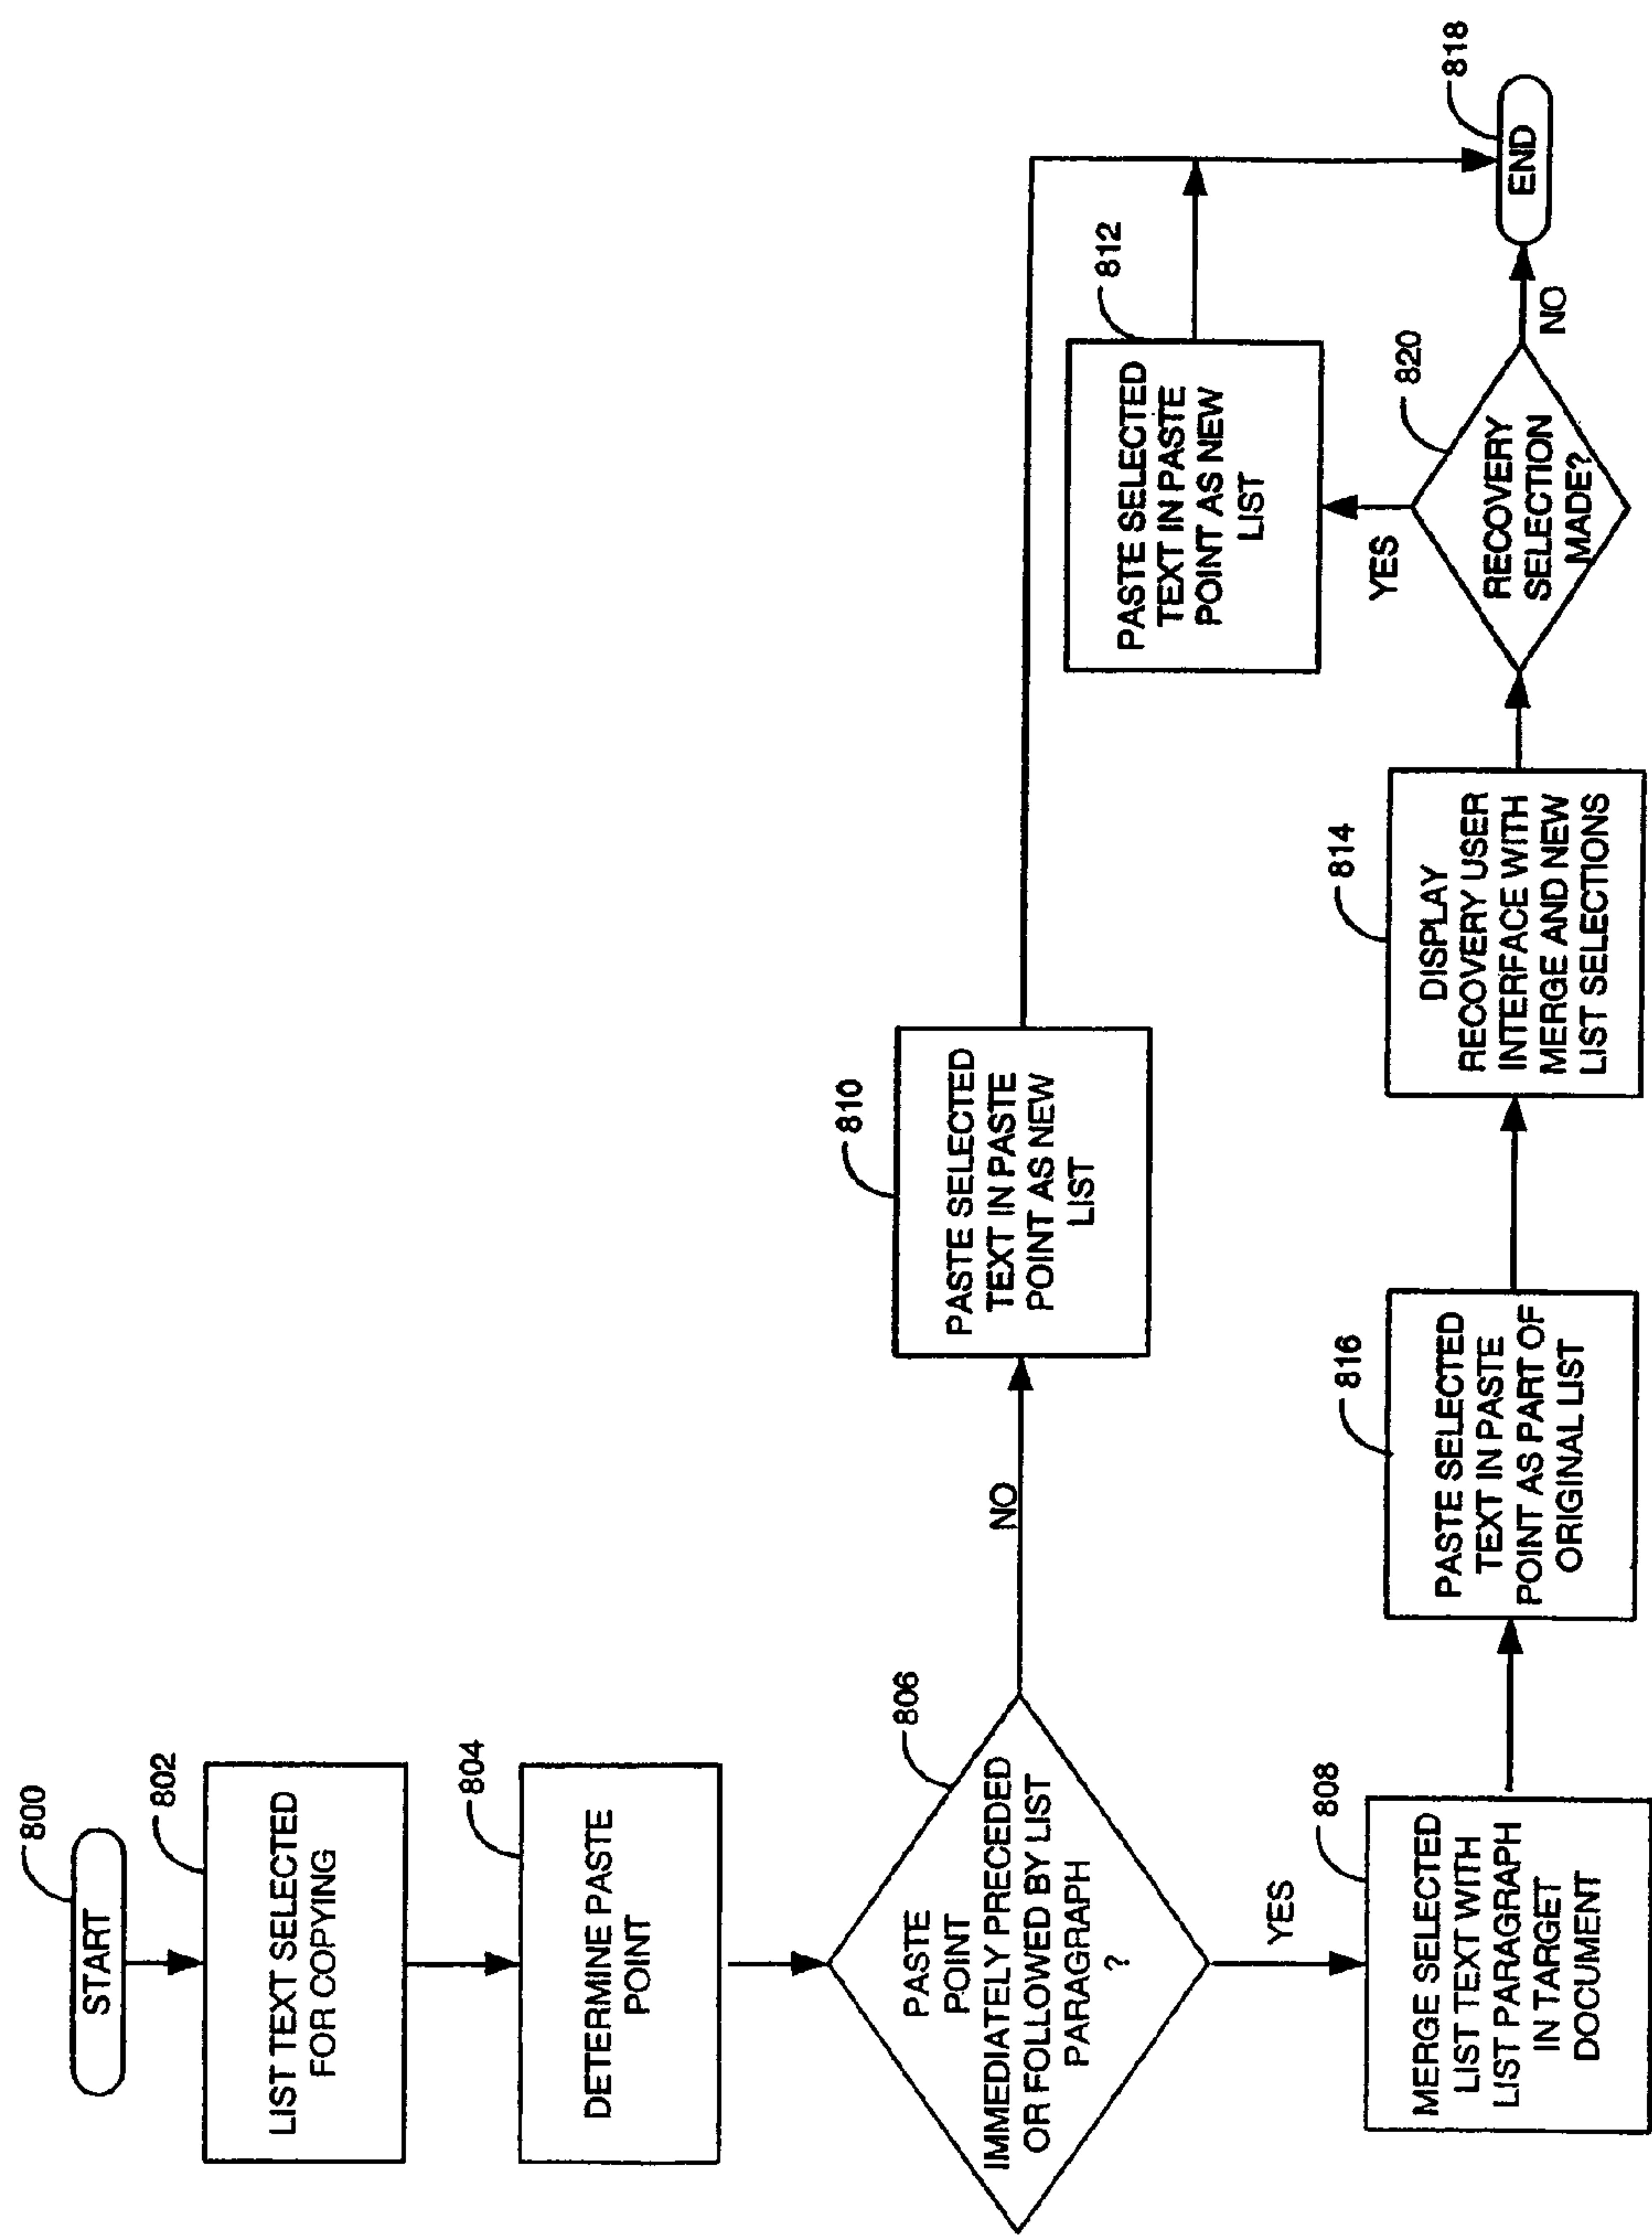 START
800
LIST TEXT SELECTED
FOR COPYING
802
DETERMINE PASTE
POINT
804
PASTE
POINT
IMMEDIATELY PRECEDED
OR FOLLOWED BY LIST
PARAGRAPH
?
806
NO
PASTE SELECTED
TEXT IN PASTE
POINT AS NEW
LIST
810
YES
MERGE SELECTED
LIST TEXT WITH
LIST PARAGRAPH
IN TARGET
DOCUMENT
808
PASTE SELECTED
TEXT IN PASTE
POINT AS PART OF
ORIGINAL LIST
816
DISPLAY
RECOVERY USER
INTERFACE WITH
MERGE AND NEW
LIST SELECTIONS
814
RECOVERY
SELECTION
MADE?
820
YES
PASTE SELECTED
TEXT IN PASTE
POINT AS NEW
LIST
812
NO
END
818